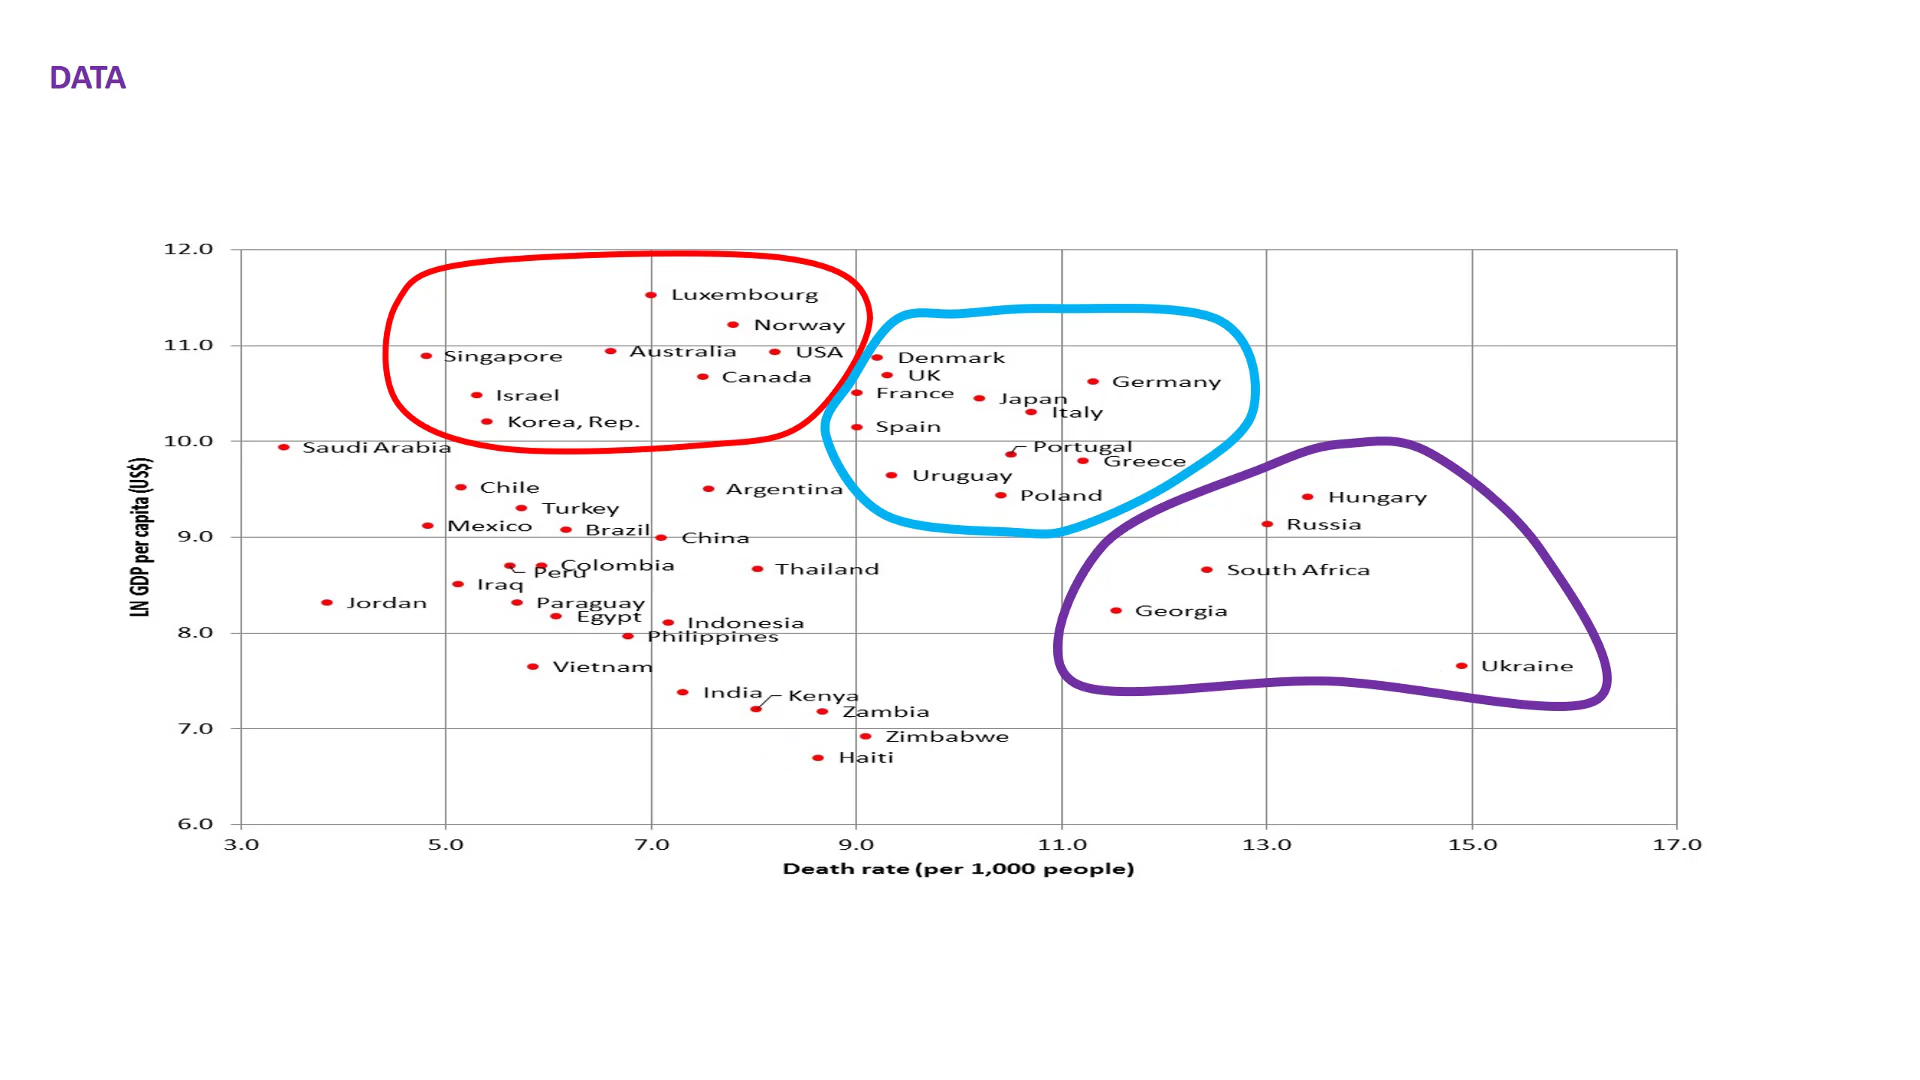 DATA
12.0
Luxembourg
Norway
11.0
Singapore
Australia
USA
Denmark
UK
Canada
Germany
Israel
France
Japan
Italy
Korea, Rep.
Spain
10.0
Saudi Arabia
Portugal
Greece
Uruguay
Chile
Argentina
Poland
Hungary
Turkey
Mexico
Brazil
Russia
9.0
China
Colombia
Peru
Thailand
South Africa
Iraq
Jordan
Paraguay
Georgia
Egypt
Indonesia
8.0
Philippines
Vietnam
Ukraine
India
Kenya
Zambia
7.0
Zimbabwe
Haiti
6.0
LN GDP per capita (US$)
3.0 5.0 7.0 9.0 11.0 13.0 15.0 17.0
Death rate (per 1,000 people)